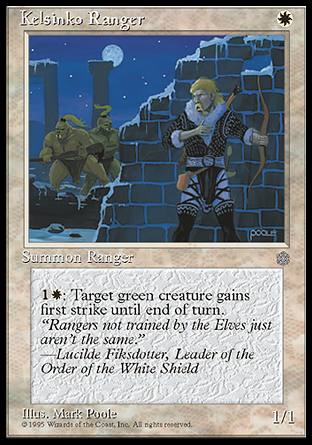 Kelsinko Ranger
POOLE
Summon Ranger
1W: Target green creature gains
first strike until end of turn.
“Rangers not trained by the Elves just
aren't the same.”
—Lucilde Fiksdotter, Leader of the
Order of the White Shield
Illus. Mark Poole
©1995 Wizards of the Coast, Inc. All rights reserved.
1/1